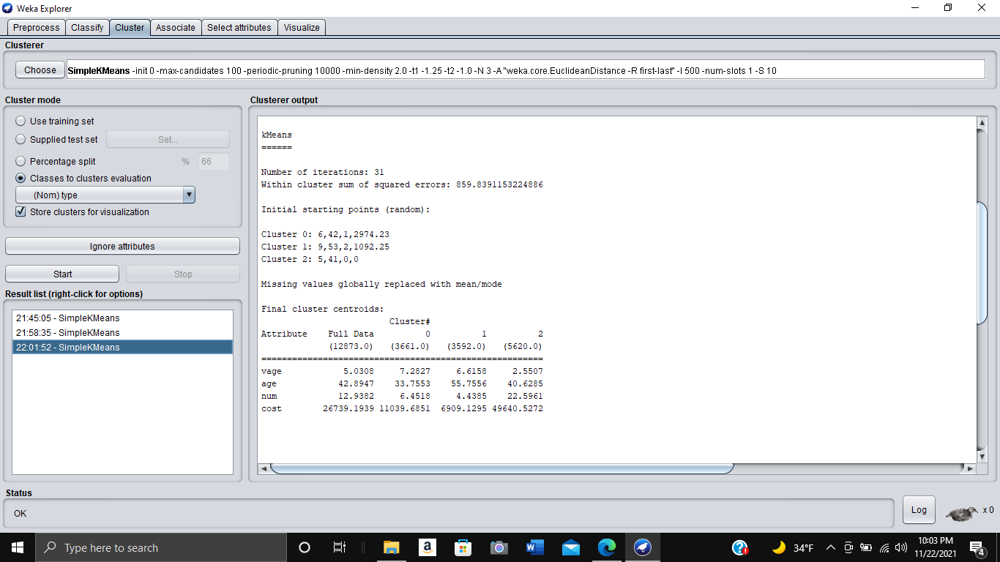 Weka Explorer
Preprocess Classify Cluster Associate Select attributes Visualize
Clusterer
Choose SimpleKMeans -init 0 -max-candidates 100 -periodic-pruning 10000 -min-density 2.0 -t1 -1.25 -t2 -1.0 -N 3 -A "weka.core.EuclideanDistance -R first-last" -I 500 -num-slots 1 -S 10
Cluster mode
Use training set
Supplied test set Set...
Percentage split % 66
Classes to clusters evaluation
(Nom) type
Store clusters for visualization
Ignore attributes
Start Stop
Result list (right-click for options)
21:45:05 - SimpleKMeans
21:58:35 - SimpleKMeans
22:01:52 - SimpleKMeans
Clusterer output
kMeans
======
Number of iterations: 31
Within cluster sum of squared errors: 859.8391153224886
Initial starting points (random):
Cluster 0: 6,42,1,2974.23
Cluster 1: 9,53,2,1092.25
Cluster 2: 5,41,0,0
Missing values globally replaced with mean/mode
Final cluster centroids:
Cluster#
Attribute Full Data 0 1 2
(12873.0) (3661.0) (3592.0) (5620.0)
=======================================================
vage 5.0308 7.2827 6.6158 2.5507
age 42.8947 33.7553 55.7556 40.6285
num 12.9382 6.4518 4.4385 22.5961
cost 26739.1939 11039.6851 6909.1295 49640.5272
Status
OK
Log x 0
Type here to search
34°F
10:03 PM
11/22/2021
4